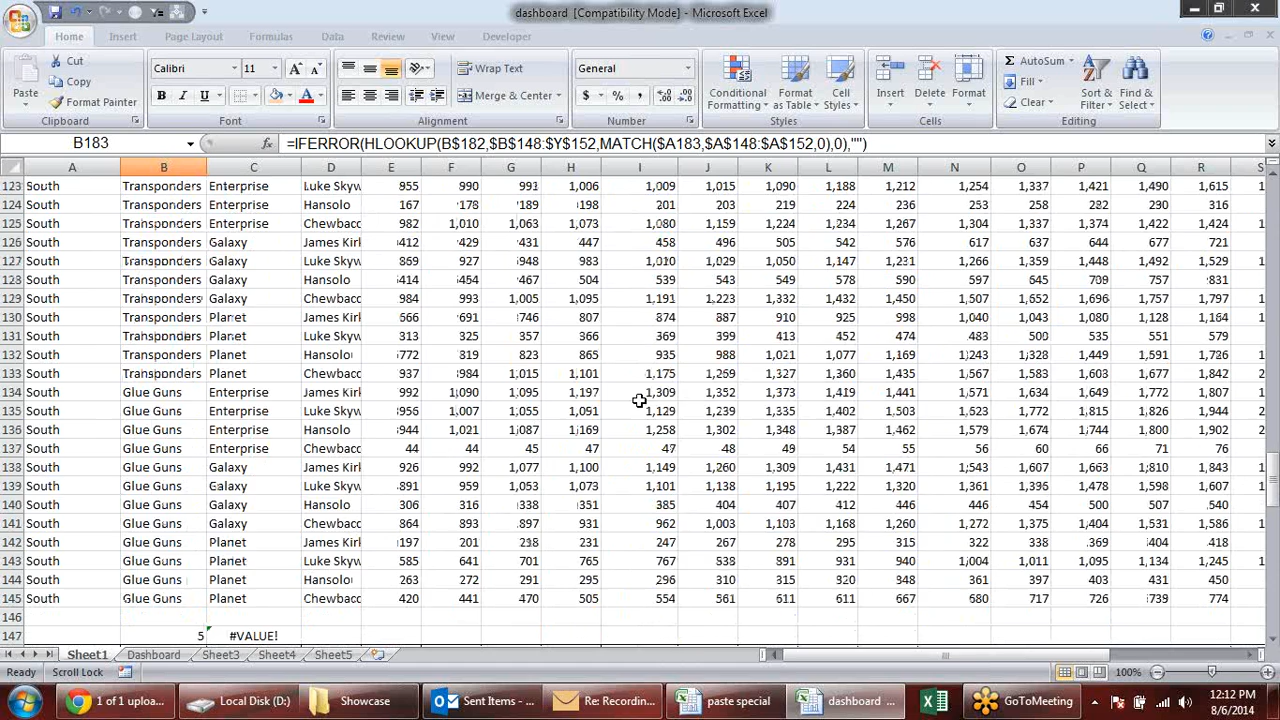 dashboard [Compatibility Mode] - Microsoft Excel
Home Insert Page Layout Formulas Data Review View Developer
Paste Cut Copy Format Painter Clipboard
Calibri 11 B I U A Font
Wrap Text Merge & Center Alignment
General $ % , Number
Conditional Formatting Format as Table Cell Styles Styles
Insert Delete Format Cells
AutoSum Fill Clear Sort & Filter Find & Select Editing
B183 fx =IFERROR(HLOOKUP(B$182,$B$148:$Y$152,MATCH($A183,$A$148:$A$152,0),0),"")
A B C D E F G H I J K L M N O P Q R S
123 South Transponders Enterprise Luke Skyw 955 990 991 1,006 1,009 1,015 1,090 1,188 1,212 1,254 1,337 1,421 1,490 1,615 1
124 South Transponders Enterprise Hansolo 167 178 189 198 201 203 219 224 236 253 258 282 290 316
125 South Transponders Enterprise Chewbacc 982 1,010 1,063 1,073 1,080 1,159 1,224 1,234 1,267 1,304 1,337 1,374 1,422 1,424 1
126 South Transponders Galaxy James Kirk 412 429 431 447 458 496 505 542 576 617 637 644 677 721
127 South Transponders Galaxy Luke Skyw 859 927 948 983 1,010 1,029 1,050 1,147 1,231 1,266 1,359 1,448 1,492 1,529 1
128 South Transponders Galaxy Hansolo 414 454 467 504 539 543 549 578 590 597 645 709 757 831
129 South Transponders Galaxy Chewbacc 984 993 1,005 1,095 1,191 1,223 1,332 1,432 1,450 1,507 1,652 1,696 1,757 1,797 1
130 South Transponders Planet James Kirk 566 691 746 807 874 887 910 925 998 1,040 1,043 1,080 1,128 1,164 1
131 South Transponders Planet Luke Skyw 353 325 357 366 369 399 413 452 474 483 500 535 551 579
132 South Transponders Planet Hansolo 772 819 823 865 935 988 1,021 1,077 1,169 1,243 1,328 1,449 1,591 1,726 1
133 South Transponders Planet Chewbacc 937 984 1,015 1,101 1,175 1,259 1,327 1,360 1,435 1,567 1,583 1,603 1,677 1,842 2
134 South Glue Guns Enterprise James Kirk 992 1,090 1,095 1,197 1,309 1,352 1,373 1,419 1,441 1,571 1,634 1,649 1,772 1,807 1
135 South Glue Guns Enterprise Luke Skyw 956 1,007 1,055 1,091 1,129 1,239 1,335 1,402 1,503 1,523 1,772 1,815 1,826 1,944 2
136 South Glue Guns Enterprise Hansolo 944 1,021 1,087 1,169 1,258 1,302 1,348 1,387 1,462 1,579 1,674 1,744 1,800 1,902 2
137 South Glue Guns Enterprise Chewbacc 44 44 45 47 47 48 49 54 55 56 60 66 71 76
138 South Glue Guns Galaxy James Kirk 926 992 1,077 1,100 1,149 1,260 1,309 1,431 1,471 1,543 1,607 1,663 1,810 1,843 1
139 South Glue Guns Galaxy Luke Skyw 891 959 1,053 1,073 1,101 1,138 1,195 1,222 1,320 1,361 1,396 1,498 1,598 1,607 1
140 South Glue Guns Galaxy Hansolo 306 316 338 351 385 404 407 412 446 446 454 500 507 540
141 South Glue Guns Galaxy Chewbacc 864 893 897 931 962 1,003 1,103 1,168 1,260 1,272 1,375 1,404 1,531 1,586 1
142 South Glue Guns Planet James Kirk 197 201 238 231 247 267 278 295 315 322 338 369 404 418
143 South Glue Guns Planet Luke Skyw 585 641 701 765 767 538 891 931 940 1,004 1,011 1,095 1,134 1,245 1
144 South Glue Guns Planet Hansolo 263 272 291 295 296 310 315 320 348 361 397 403 431 450
145 South Glue Guns Planet Chewbacc 420 441 470 505 554 561 611 611 667 680 717 726 739 774
146
147 5 #VALUE!
Sheet1 Dashboard Sheet3 Sheet4 Sheet5
Ready Scroll Lock 100%
1 of 1 uploa... Local Disk (D:) Showcase Sent Items - ... Re: Recordin... paste special dashboard ... GoToMeeting 12:12 PM
8/6/2014